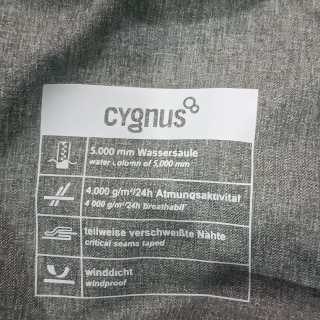 cygnus
5.000 mm Wassersäule
water column of 5,000 mm
4.000 g/m²/24h Atmungsaktivität
4 000 g/m²/24h breathabil
teilweise verschweißte Nähte
critical seams taped
winddicht
windproof